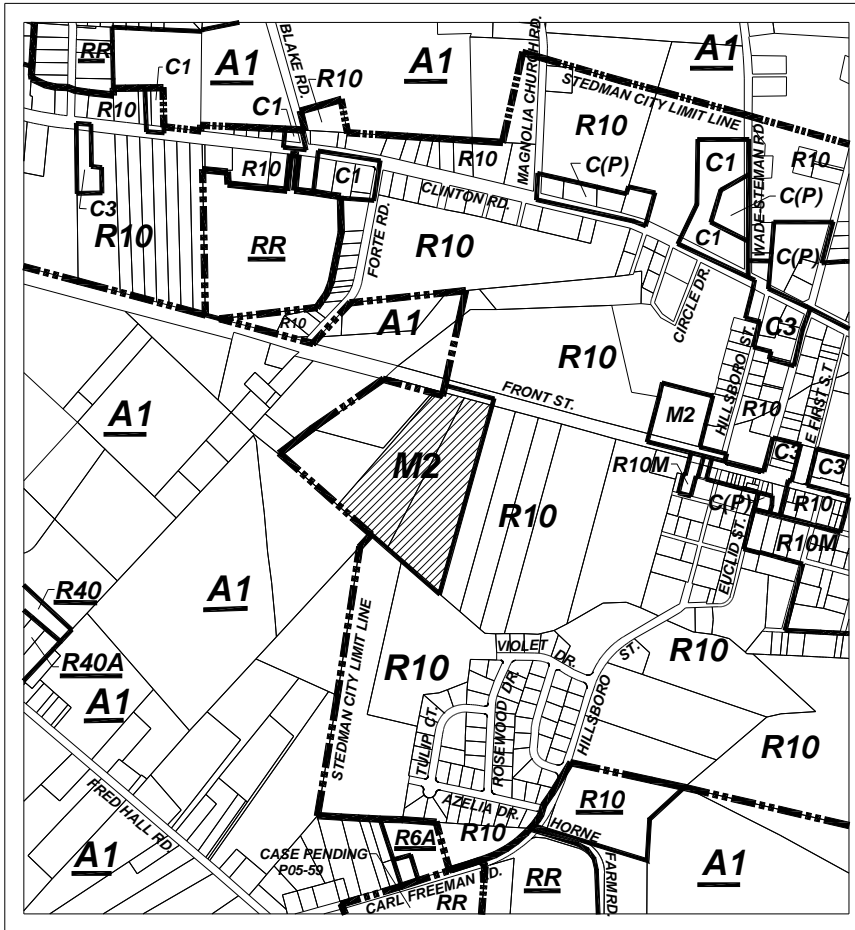 RR
C1
A1
BLAKE RD.
R10
A1
MAGNOLIA CHURCH RD.
A1
STEDMAN CITY LIMIT LINE
R10
C1
R10
R10
C1
R10
R10
C(P)
C1
WADE-STEMAN RD.
R10
C(P)
C3
R10
RR
FORTE RD.
CLINTON RD.
R10
C1
C(P)
CIRCLE DR.
R10
A1
C3
R10
HILLSBORO ST.
E FIRST S.T
FRONT ST.
A1
M2
R10
C3
C3
M2
R10M
R10
C(P)
R10
R10M
EUCLID ST.
R40
A1
R40A
STEDMAN CITY LIMIT LINE
VIOLET DR.
R10
R10
A1
HILLSBORO ST.
TULIP CT.
ROSEWOOD DR.
R10
FRED HALL RD
AZELIA DR.
R10
HORNE FARM RD.
R6A
R10
A1
CASE PENDING
P05-59
CARL FREEMAN RD.
RR
RR
A1